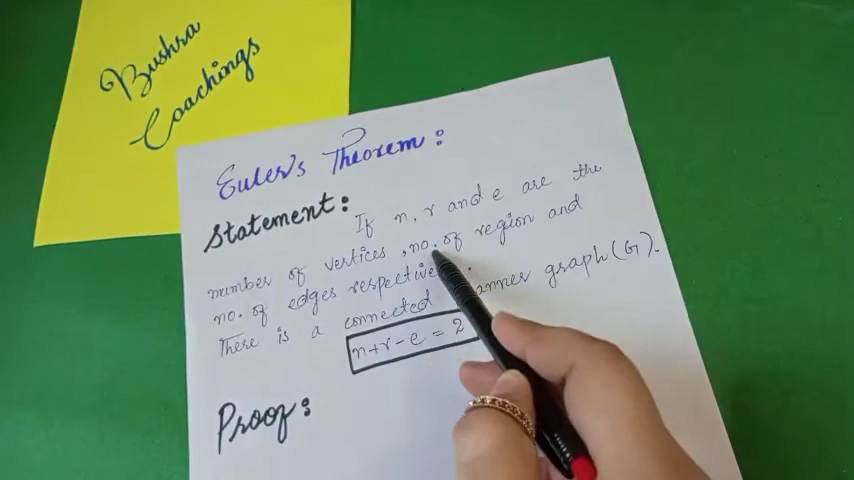 Bushra
Coachings
Euler's Theorem:
Statement:
If n, r and e are the
number of vertices, no. of region and
no. of edges respective
There is a connected anner graph (G).
n+r-e = 2
Proof: